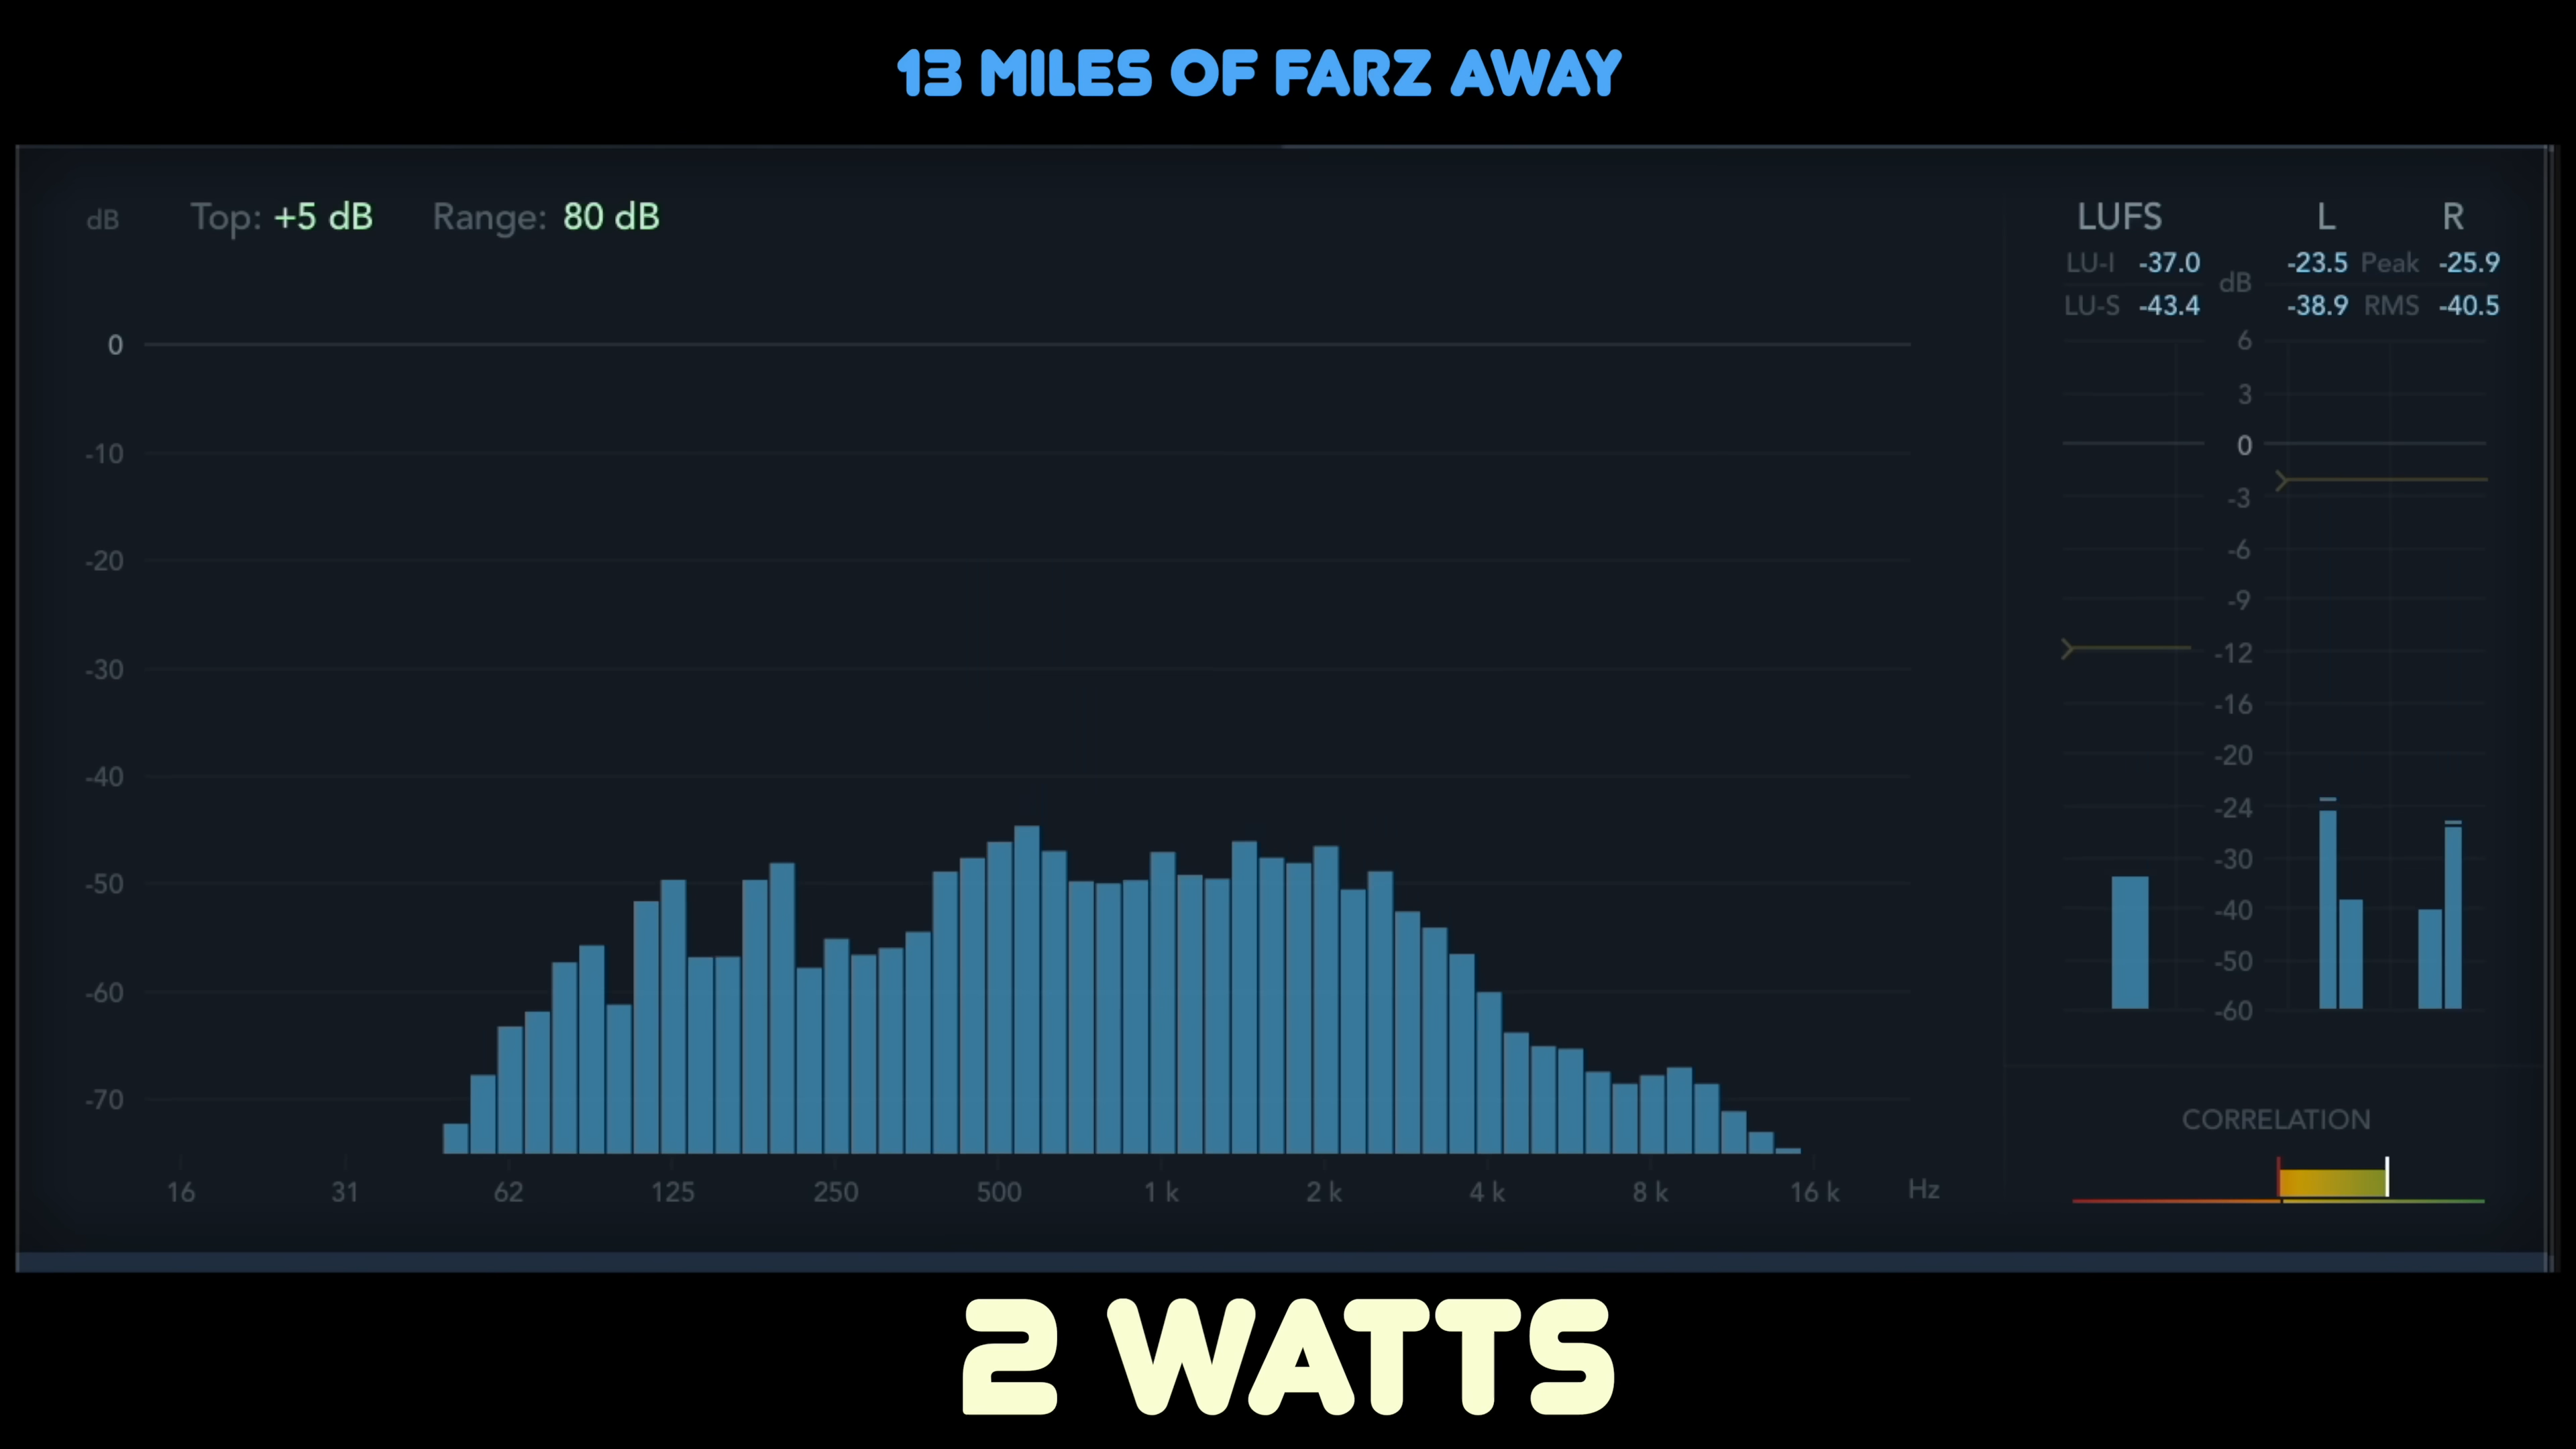 13 MILES OF FARZ AWAY
dB Top: +5 dB Range: 80 dB
LUFS L R
LU-I -37.0 dB -23.5 Peak -25.9
LU-S -43.4 -38.9 RMS -40.5
0
-10
-20
-30
-40
-50
-60
-70
16 31 62 125 250 500 1 k 2 k 4 k 8 k 16 k Hz
6
3
0
-3
-6
-9
-12
-16
-20
-24
-30
-40
-50
-60
CORRELATION
2 WATTS